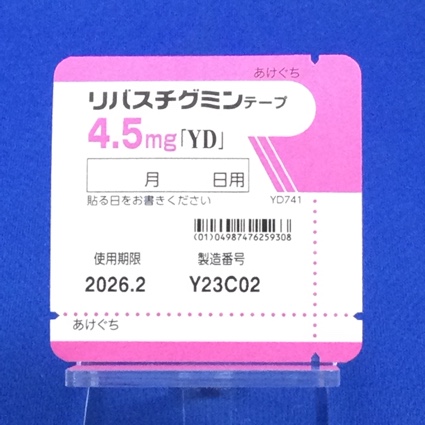 あけぐち
リバスチグミンテープ
4.5mg「YD」
月 日用
貼る日をお書きください YD741
(01)04987476259308
使用期限 製造番号
2026.2 Y23C02
あけぐち